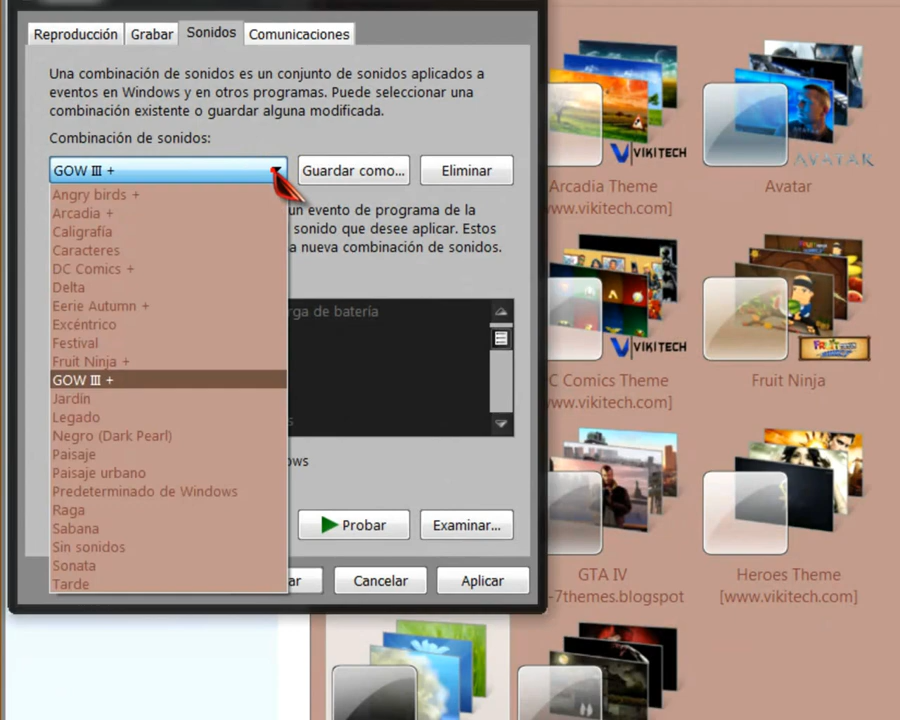 Reproducción Grabar Sonidos Comunicaciones
Una combinación de sonidos es un conjunto de sonidos aplicados a
eventos en Windows y en otros programas. Puede seleccionar una
combinación existente o guardar alguna modificada.
Combinación de sonidos:
GOW III + Guardar como... Eliminar
Angry birds +
Arcadia +
Caligrafía
Caracteres
DC Comics +
Delta
Eerie Autumn +
Excéntrico
Festival
Fruit Ninja +
GOW III +
Jardín
Legado
Negro (Dark Pearl)
Paisaje
Paisaje urbano
Predeterminado de Windows
Raga
Sabana
Sin sonidos
Sonata
Tarde
un evento de programa de la
sonido que desee aplicar. Estos
a nueva combinación de sonidos.
rga de batería
s
ows
Probar Examinar...
ar Cancelar Aplicar
VIKITECH
AVATAR
Arcadia Theme
www.vikitech.com]
Avatar
VIKITECH
C Comics Theme
www.vikitech.com]
Fruit Ninja
GTA IV
-7themes.blogspot
Heroes Theme
[www.vikitech.com]